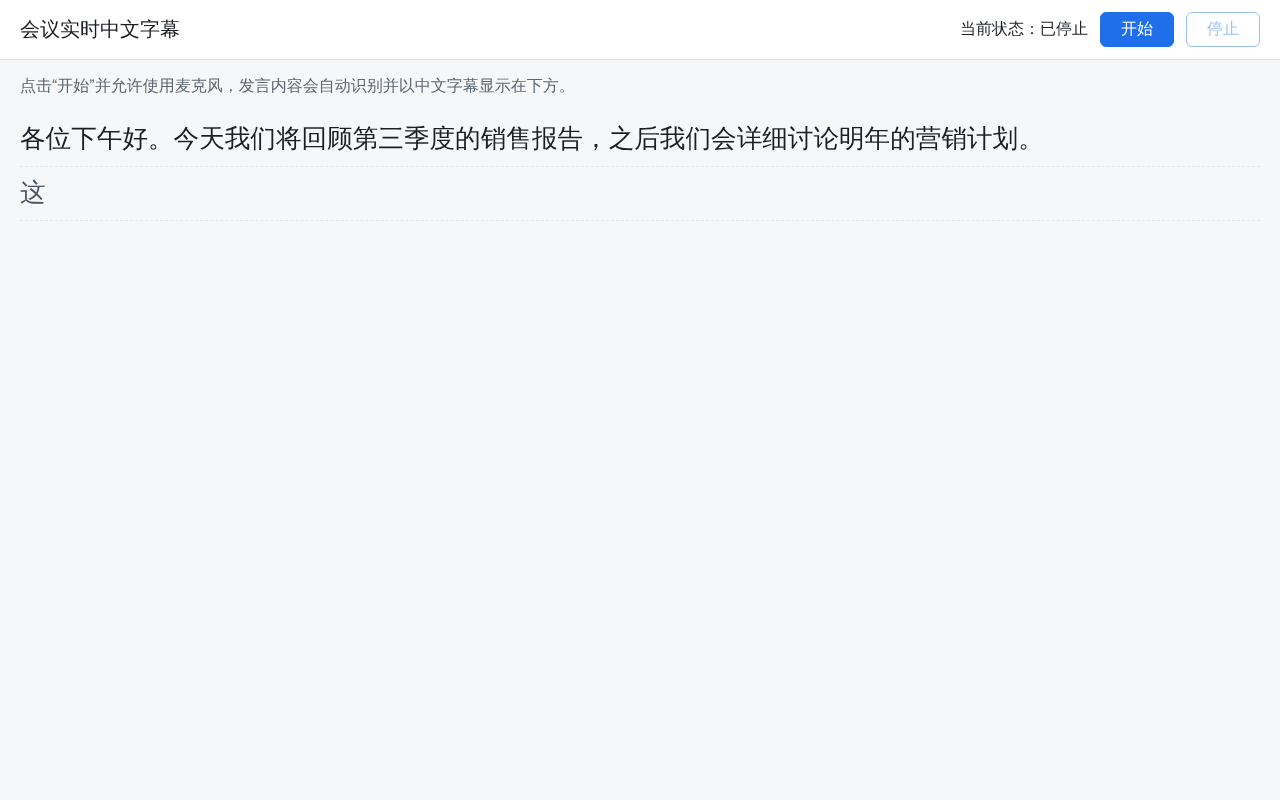 会议实时中文字幕
当前状态：已停止
开始
停止
点击“开始”并允许使用麦克风，发言内容会自动识别并以中文字幕显示在下方。
各位下午好。今天我们将回顾第三季度的销售报告，之后我们会详细讨论明年的营销计划。
这